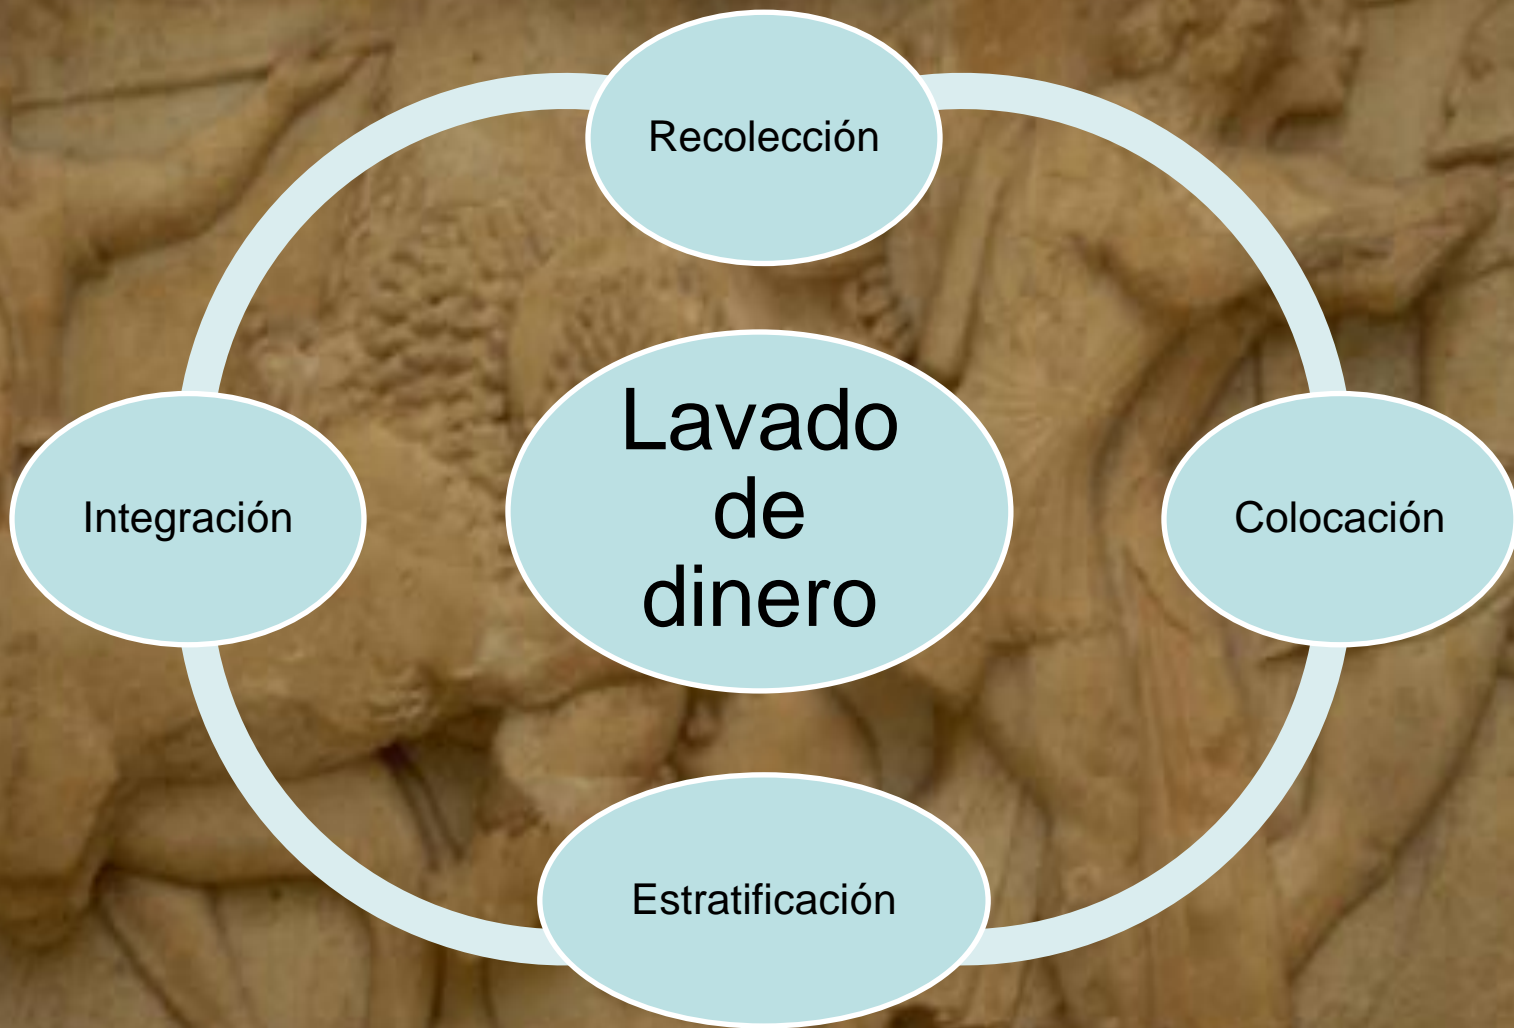 Recolección
Lavado
de
dinero
Integración
Colocación
Estratificación